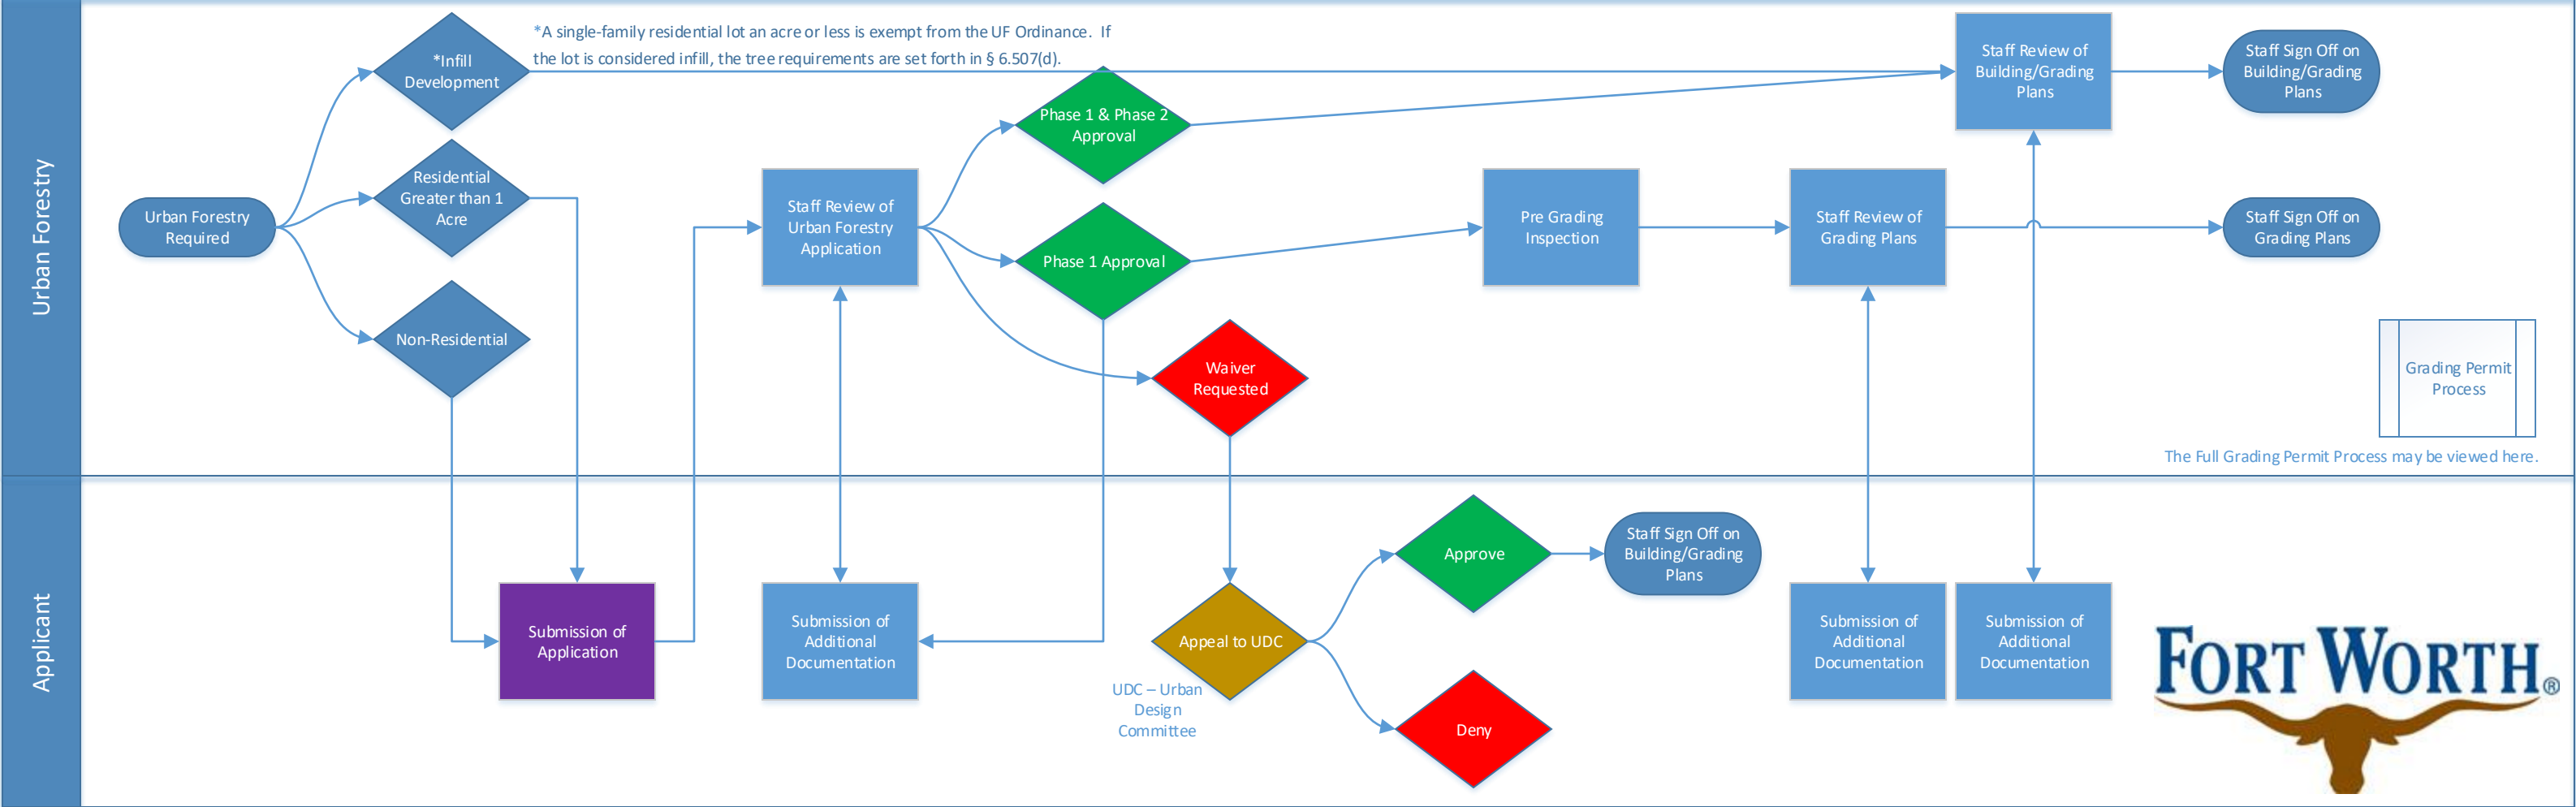 Urban Forestry
*A single-family residential lot an acre or less is exempt from the UF Ordinance. If
the lot is considered infill, the tree requirements are set forth in § 6.507(d).
Urban Forestry
Required
*Infill
Development
Residential
Greater than 1
Acre
Non-Residential
Staff Review of
Urban Forestry
Application
Phase 1 & Phase 2
Approval
Phase 1 Approval
Waiver
Requested
Pre Grading
Inspection
Staff Review of
Grading Plans
Staff Review of
Building/Grading
Plans
Staff Sign Off on
Building/Grading
Plans
Staff Sign Off on
Grading Plans
Grading Permit
Process
The Full Grading Permit Process may be viewed here.
Applicant
Submission of
Application
Submission of
Additional
Documentation
Appeal to UDC
UDC – Urban
Design
Committee
Approve
Deny
Staff Sign Off on
Building/Grading
Plans
Submission of
Additional
Documentation
Submission of
Additional
Documentation
FORT WORTH®